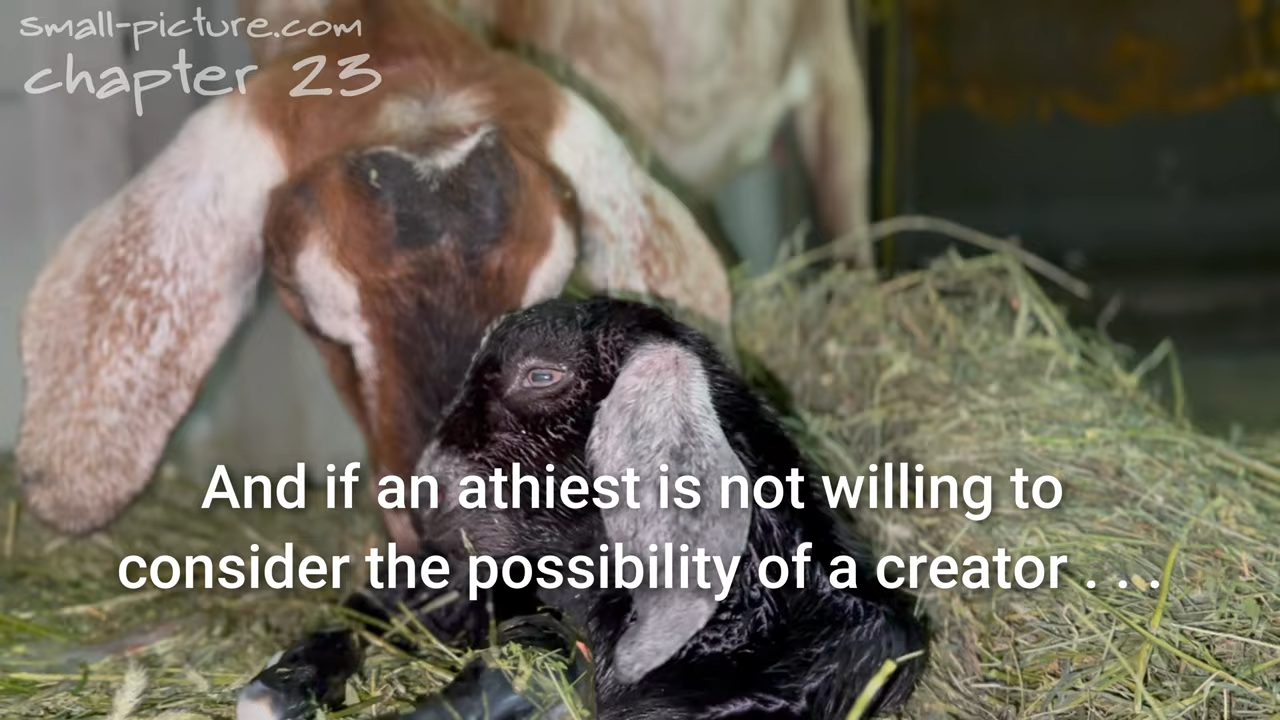 small-picture.com
chapter 23
And if an athiest is not willing to
consider the possibility of a creator . . .